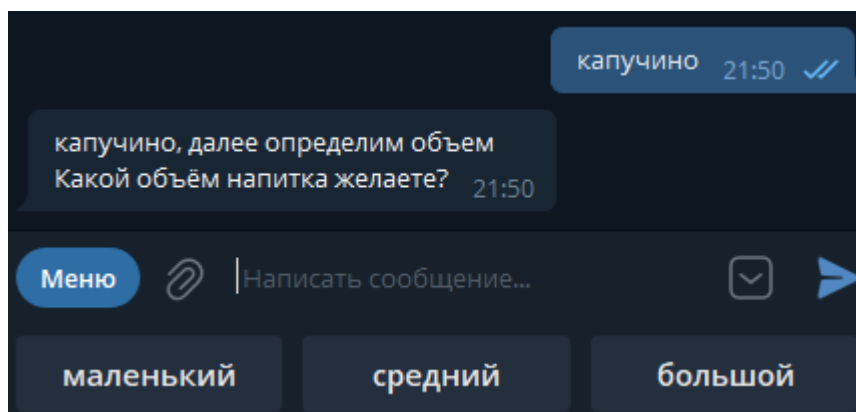 капучино 21:50
капучино, далее определим объем
Какой объём напитка желаете? 21:50
Меню Написать сообщение...
маленький средний большой